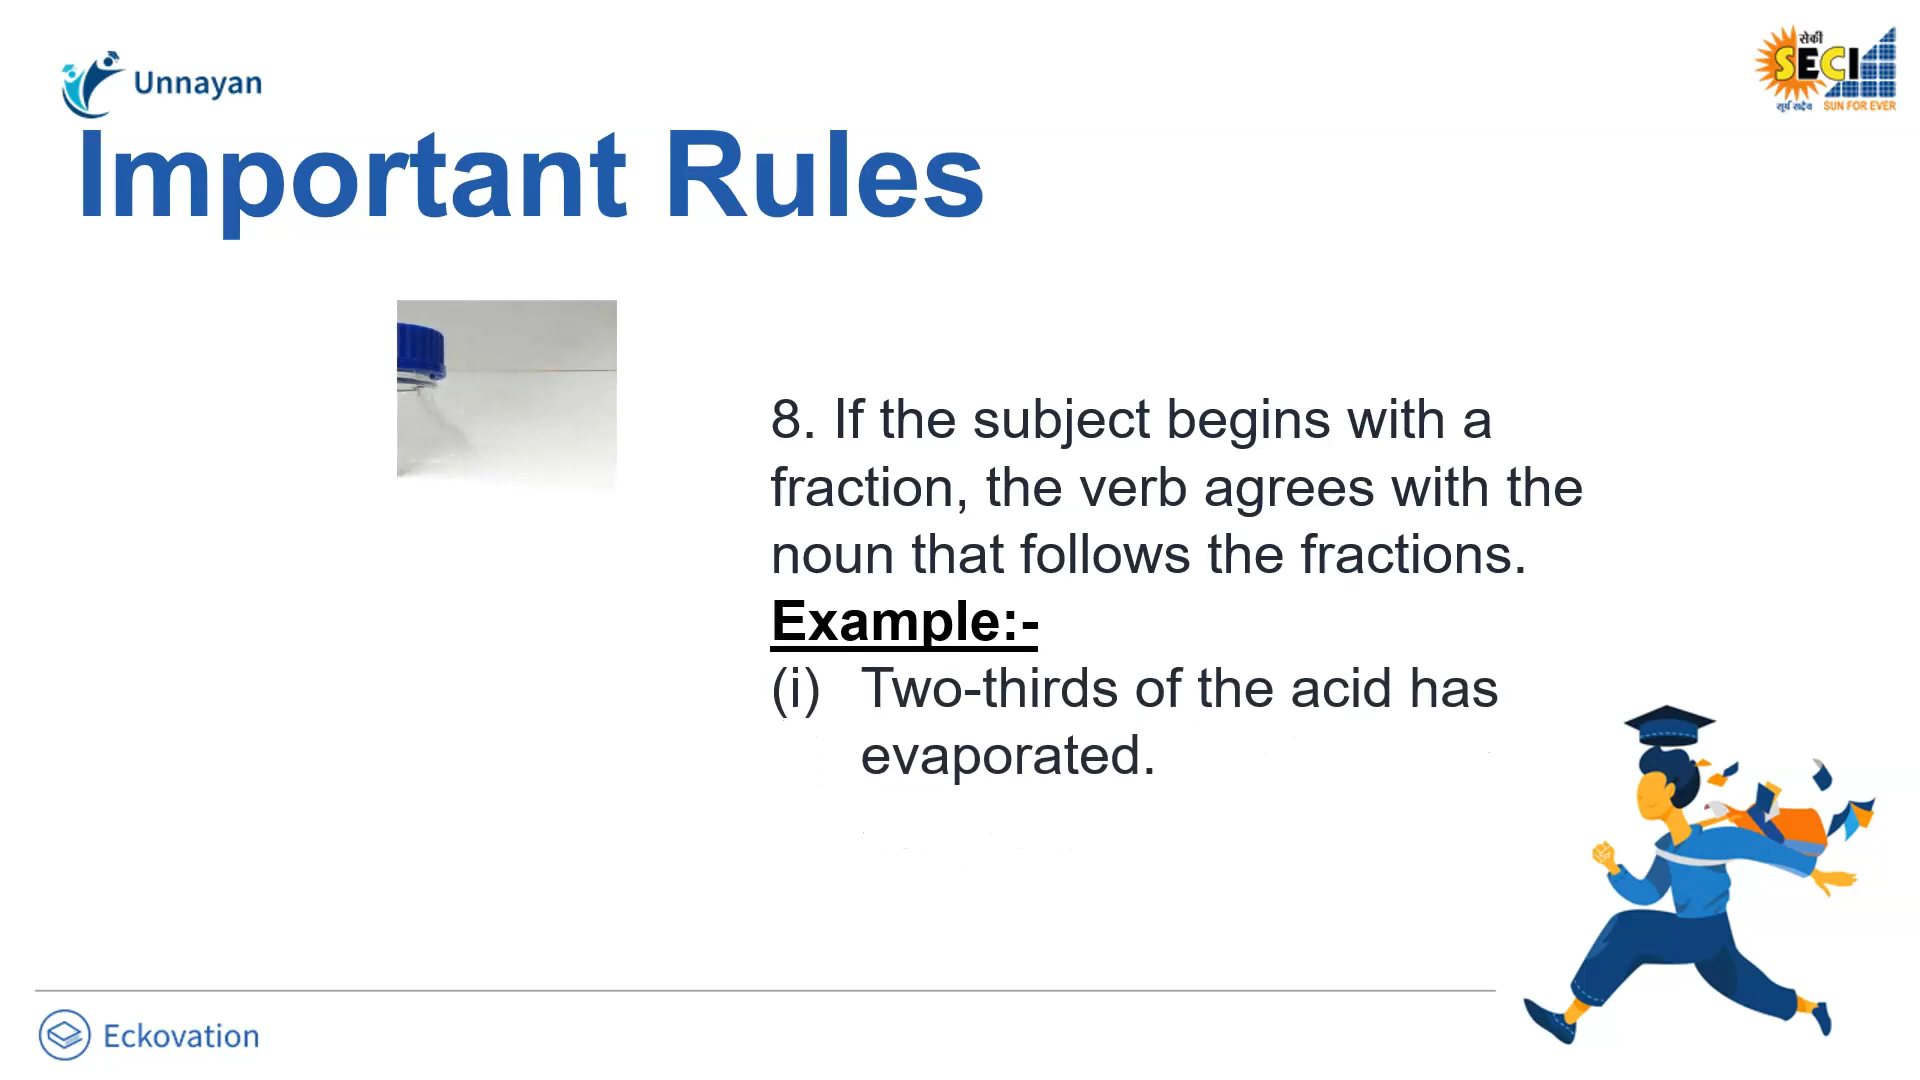 Unnayan
सेकी
SECI
सूर्य सदैव SUN FOR EVER
Important Rules
8. If the subject begins with a
fraction, the verb agrees with the
noun that follows the fractions.
Example:-
(i) Two-thirds of the acid has
evaporated.
Eckovation